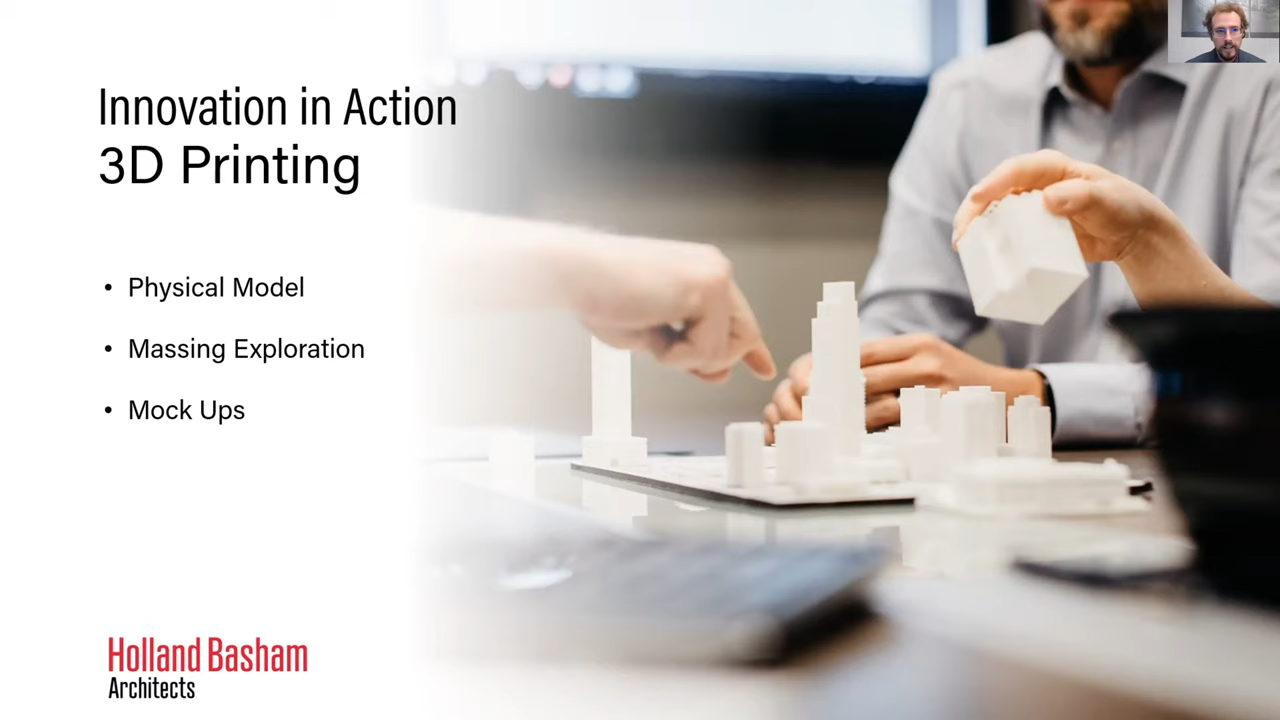 Innovation in Action
3D Printing
• Physical Model
• Massing Exploration
• Mock Ups
Holland Basham
Architects